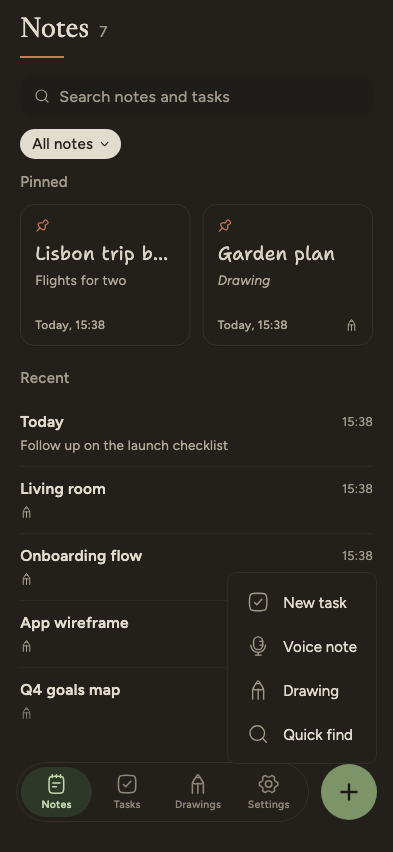 Notes 7
Search notes and tasks
All notes
Pinned
Lisbon trip b...
Flights for two
Today, 15:38
Garden plan
Drawing
Today, 15:38
Recent
Today 15:38
Follow up on the launch checklist
Living room 15:38
Onboarding flow 15:38
App wireframe
Q4 goals map
New task
Voice note
Drawing
Quick find
Notes Tasks Drawings Settings